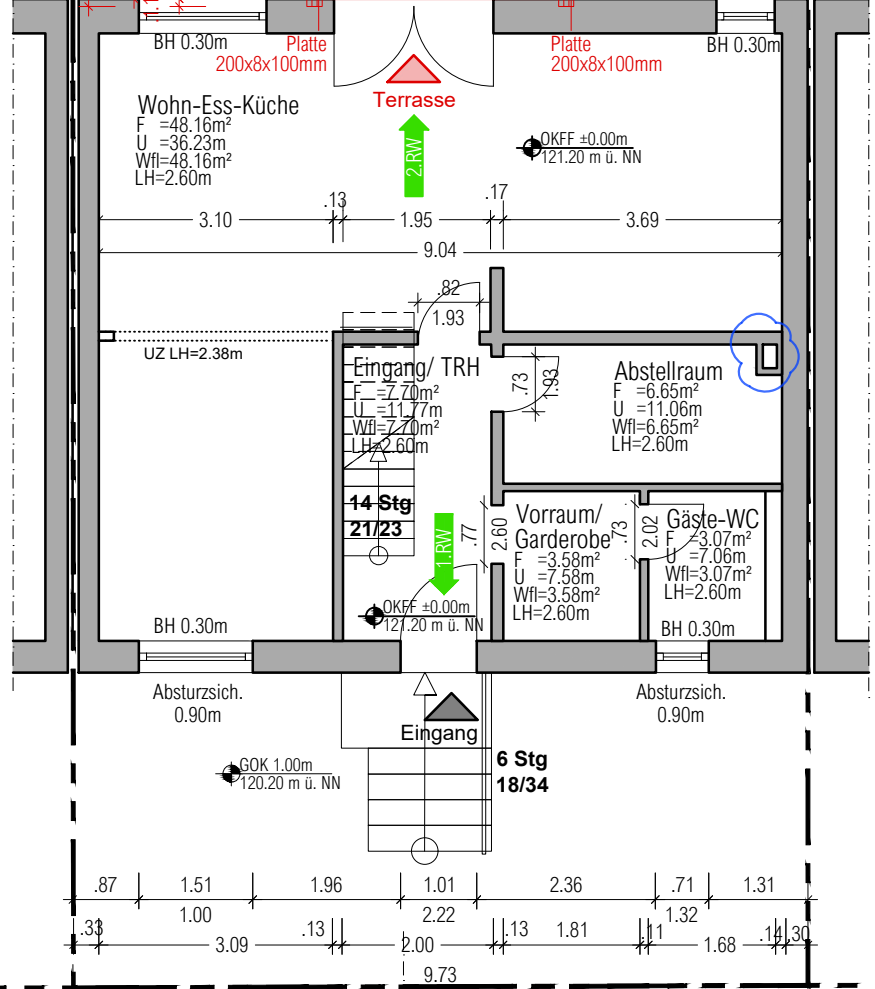 BH 0.30m
Platte
200x8x100mm
Platte
200x8x100mm
BH 0.30m
Terrasse
Wohn-Ess-Küche
F =48.16m²
U =36.23m
Wfl=48.16m²
LH=2.60m
2.RW
OKFF ±0.00m
121.20 m ü. NN
.13
.17
3.10
1.95
3.69
9.04
.82
1.93
UZ LH=2.38m
Eingang/ TRH
F =7.70m²
U =11.77m
Wfl=7.70m²
LH=2.60m
.73
1.93
Abstellraum
F =6.65m²
U =11.06m
Wfl=6.65m²
LH=2.60m
14 Stg
21/23
1.RW
.77
2.60
Vorraum/
Garderobe
F =3.58m²
U =7.58m
Wfl=3.58m²
LH=2.60m
.73
2.02
Gäste-WC
F =3.07m²
U =7.06m
Wfl=3.07m²
LH=2.60m
OKFF ±0.00m
121.20 m ü. NN
BH 0.30m
BH 0.30m
Absturzsich.
0.90m
Absturzsich.
0.90m
Eingang
6 Stg
18/34
GOK 1.00m
120.20 m ü. NN
.87
1.51
1.96
1.01
2.36
.71
1.31
1.00
2.22
1.32
.33
3.09
.13
2.00
.13
1.81
.11
1.68
.14
.30
9.73